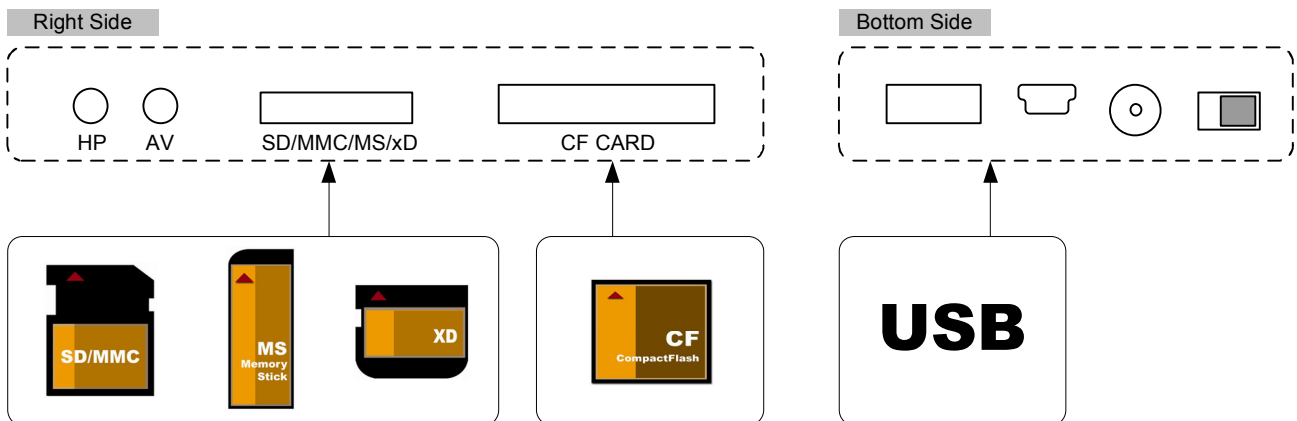 Right Side
Bottom Side
HP
AV
SD/MMC/MS/xD
CF CARD
SD/MMC
MS
Memory
Stick
XD
CF
CompactFlash
USB